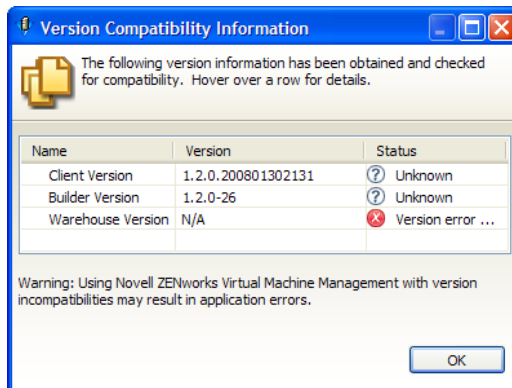 Version Compatibility Information
The following version information has been obtained and checked
for compatibility. Hover over a row for details.
Name Version Status
Client Version 1.2.0.200801302131 Unknown
Builder Version 1.2.0-26 Unknown
Warehouse Version N/A Version error ...
Warning: Using Novell ZENworks Virtual Machine Management with version
incompatibilities may result in application errors.
OK